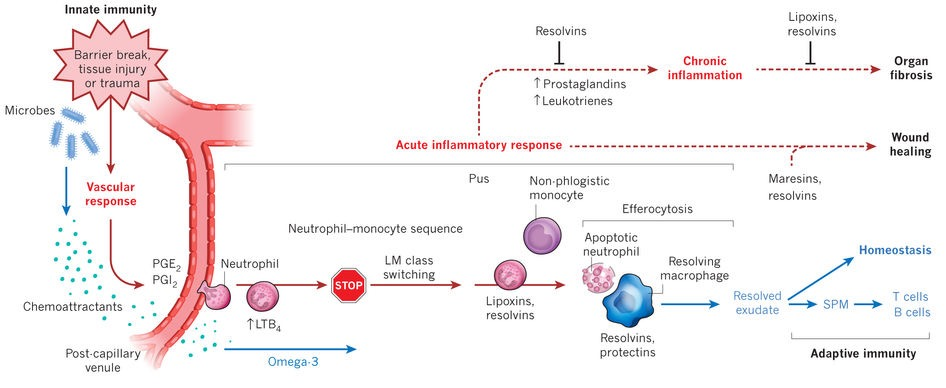 Innate immunity
Barrier break,
tissue injury
or trauma
Microbes
Vascular
response
Chemoattractants
PGE2
PGI2
Post-capillary
venule
Neutrophil
↑LTB4
Omega-3
Neutrophil–monocyte sequence
STOP
LM class
switching
Acute inflammatory response
Pus
Non-phlogistic
monocyte
Lipoxins,
resolvins
Efferocytosis
Apoptotic
neutrophil
Resolving
macrophage
Resolvins,
protectins
Resolved
exudate
Homeostasis
SPM
T cells
B cells
Adaptive immunity
Resolvins
↑Prostaglandins
↑Leukotrienes
Chronic
inflammation
Lipoxins,
resolvins
Organ
fibrosis
Wound
healing
Maresins,
resolvins